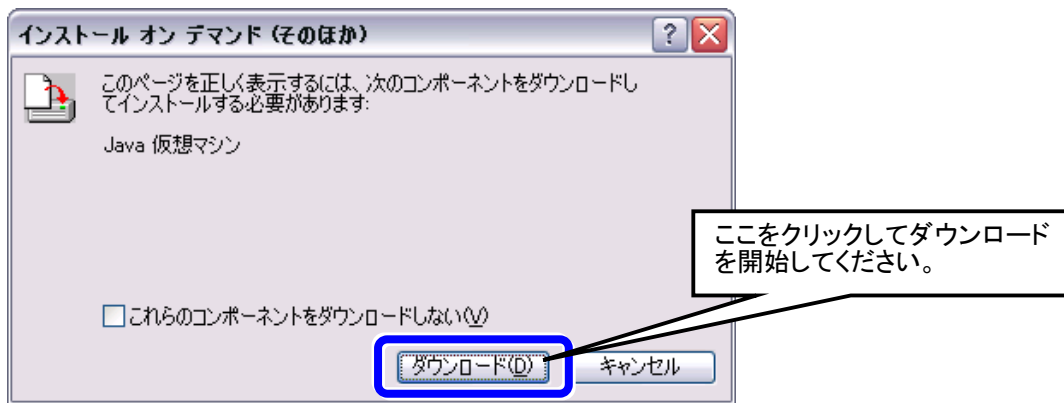 インストール オン デマンド (そのほか)
このページを正しく表示するには、次のコンポーネントをダウンロードし
てインストールする必要があります:
Java 仮想マシン
ここをクリックしてダウンロード
を開始してください。
これらのコンポーネントをダウンロードしない(V)
ダウンロード(D)
キャンセル